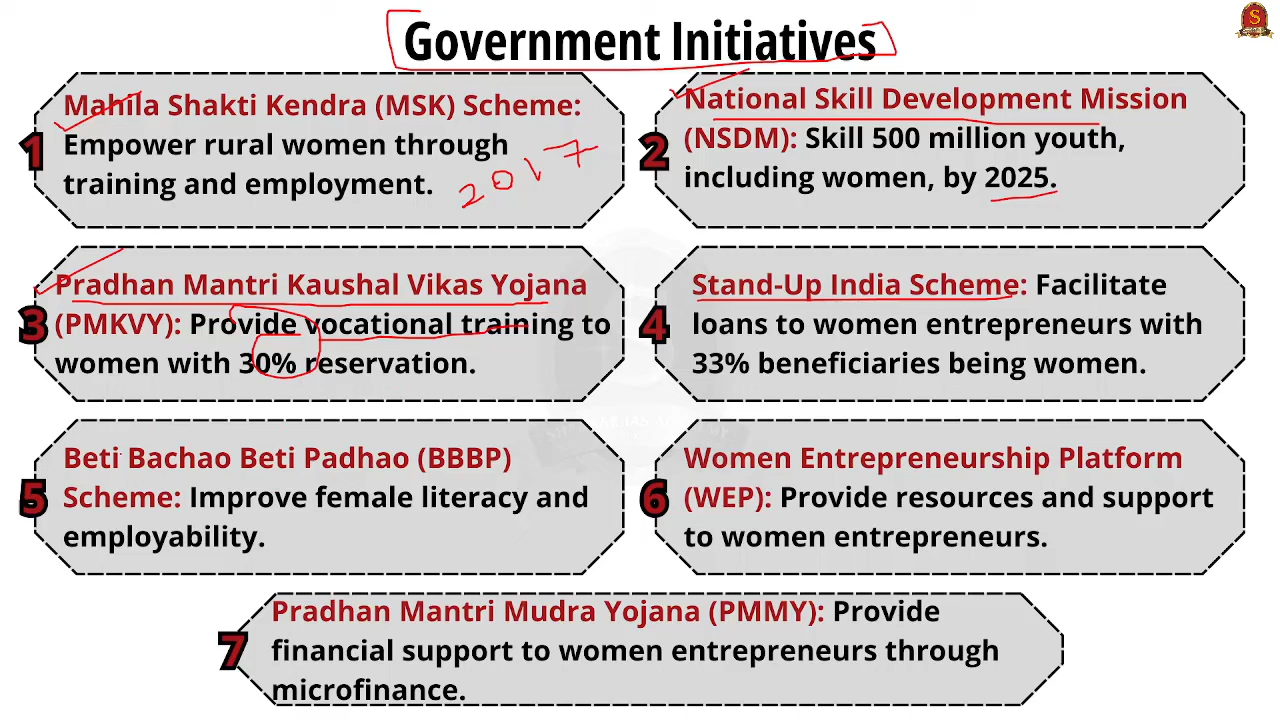 Government Initiatives
1
Mahila Shakti Kendra (MSK) Scheme:
Empower rural women through
training and employment.
2017
2
National Skill Development Mission
(NSDM): Skill 500 million youth,
including women, by 2025.
3
Pradhan Mantri Kaushal Vikas Yojana
(PMKVY): Provide vocational training to
women with 30% reservation.
4
Stand-Up India Scheme: Facilitate
loans to women entrepreneurs with
33% beneficiaries being women.
5
Beti Bachao Beti Padhao (BBBP)
Scheme: Improve female literacy and
employability.
6
Women Entrepreneurship Platform
(WEP): Provide resources and support
to women entrepreneurs.
7
Pradhan Mantri Mudra Yojana (PMMY): Provide
financial support to women entrepreneurs through
microfinance.